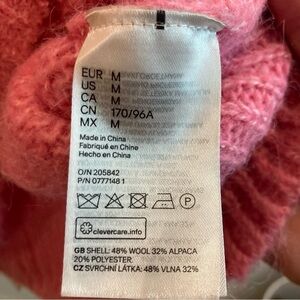 EUR M
US M
CA M
CN 170/96A
MX M
Made in China
Fabriqué en Chine
Hecho en China
O/N 205842
P/N 0777148 1
clevercare.info
GB SHELL: 48% WOOL 32% ALPACA
20% POLYESTER.
CZ SVRCHNÍ LÁTKA: 48% VLNA 32%